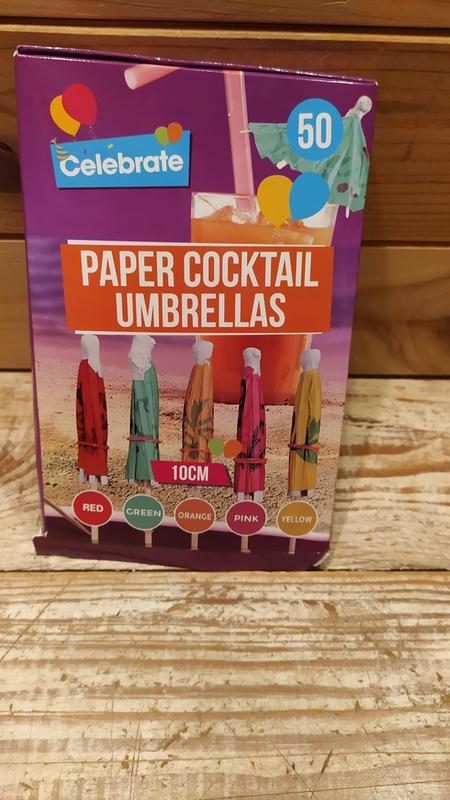 Celebrate
50
PAPER COCKTAIL
UMBRELLAS
10CM
RED
GREEN
ORANGE
PINK
YELLOW